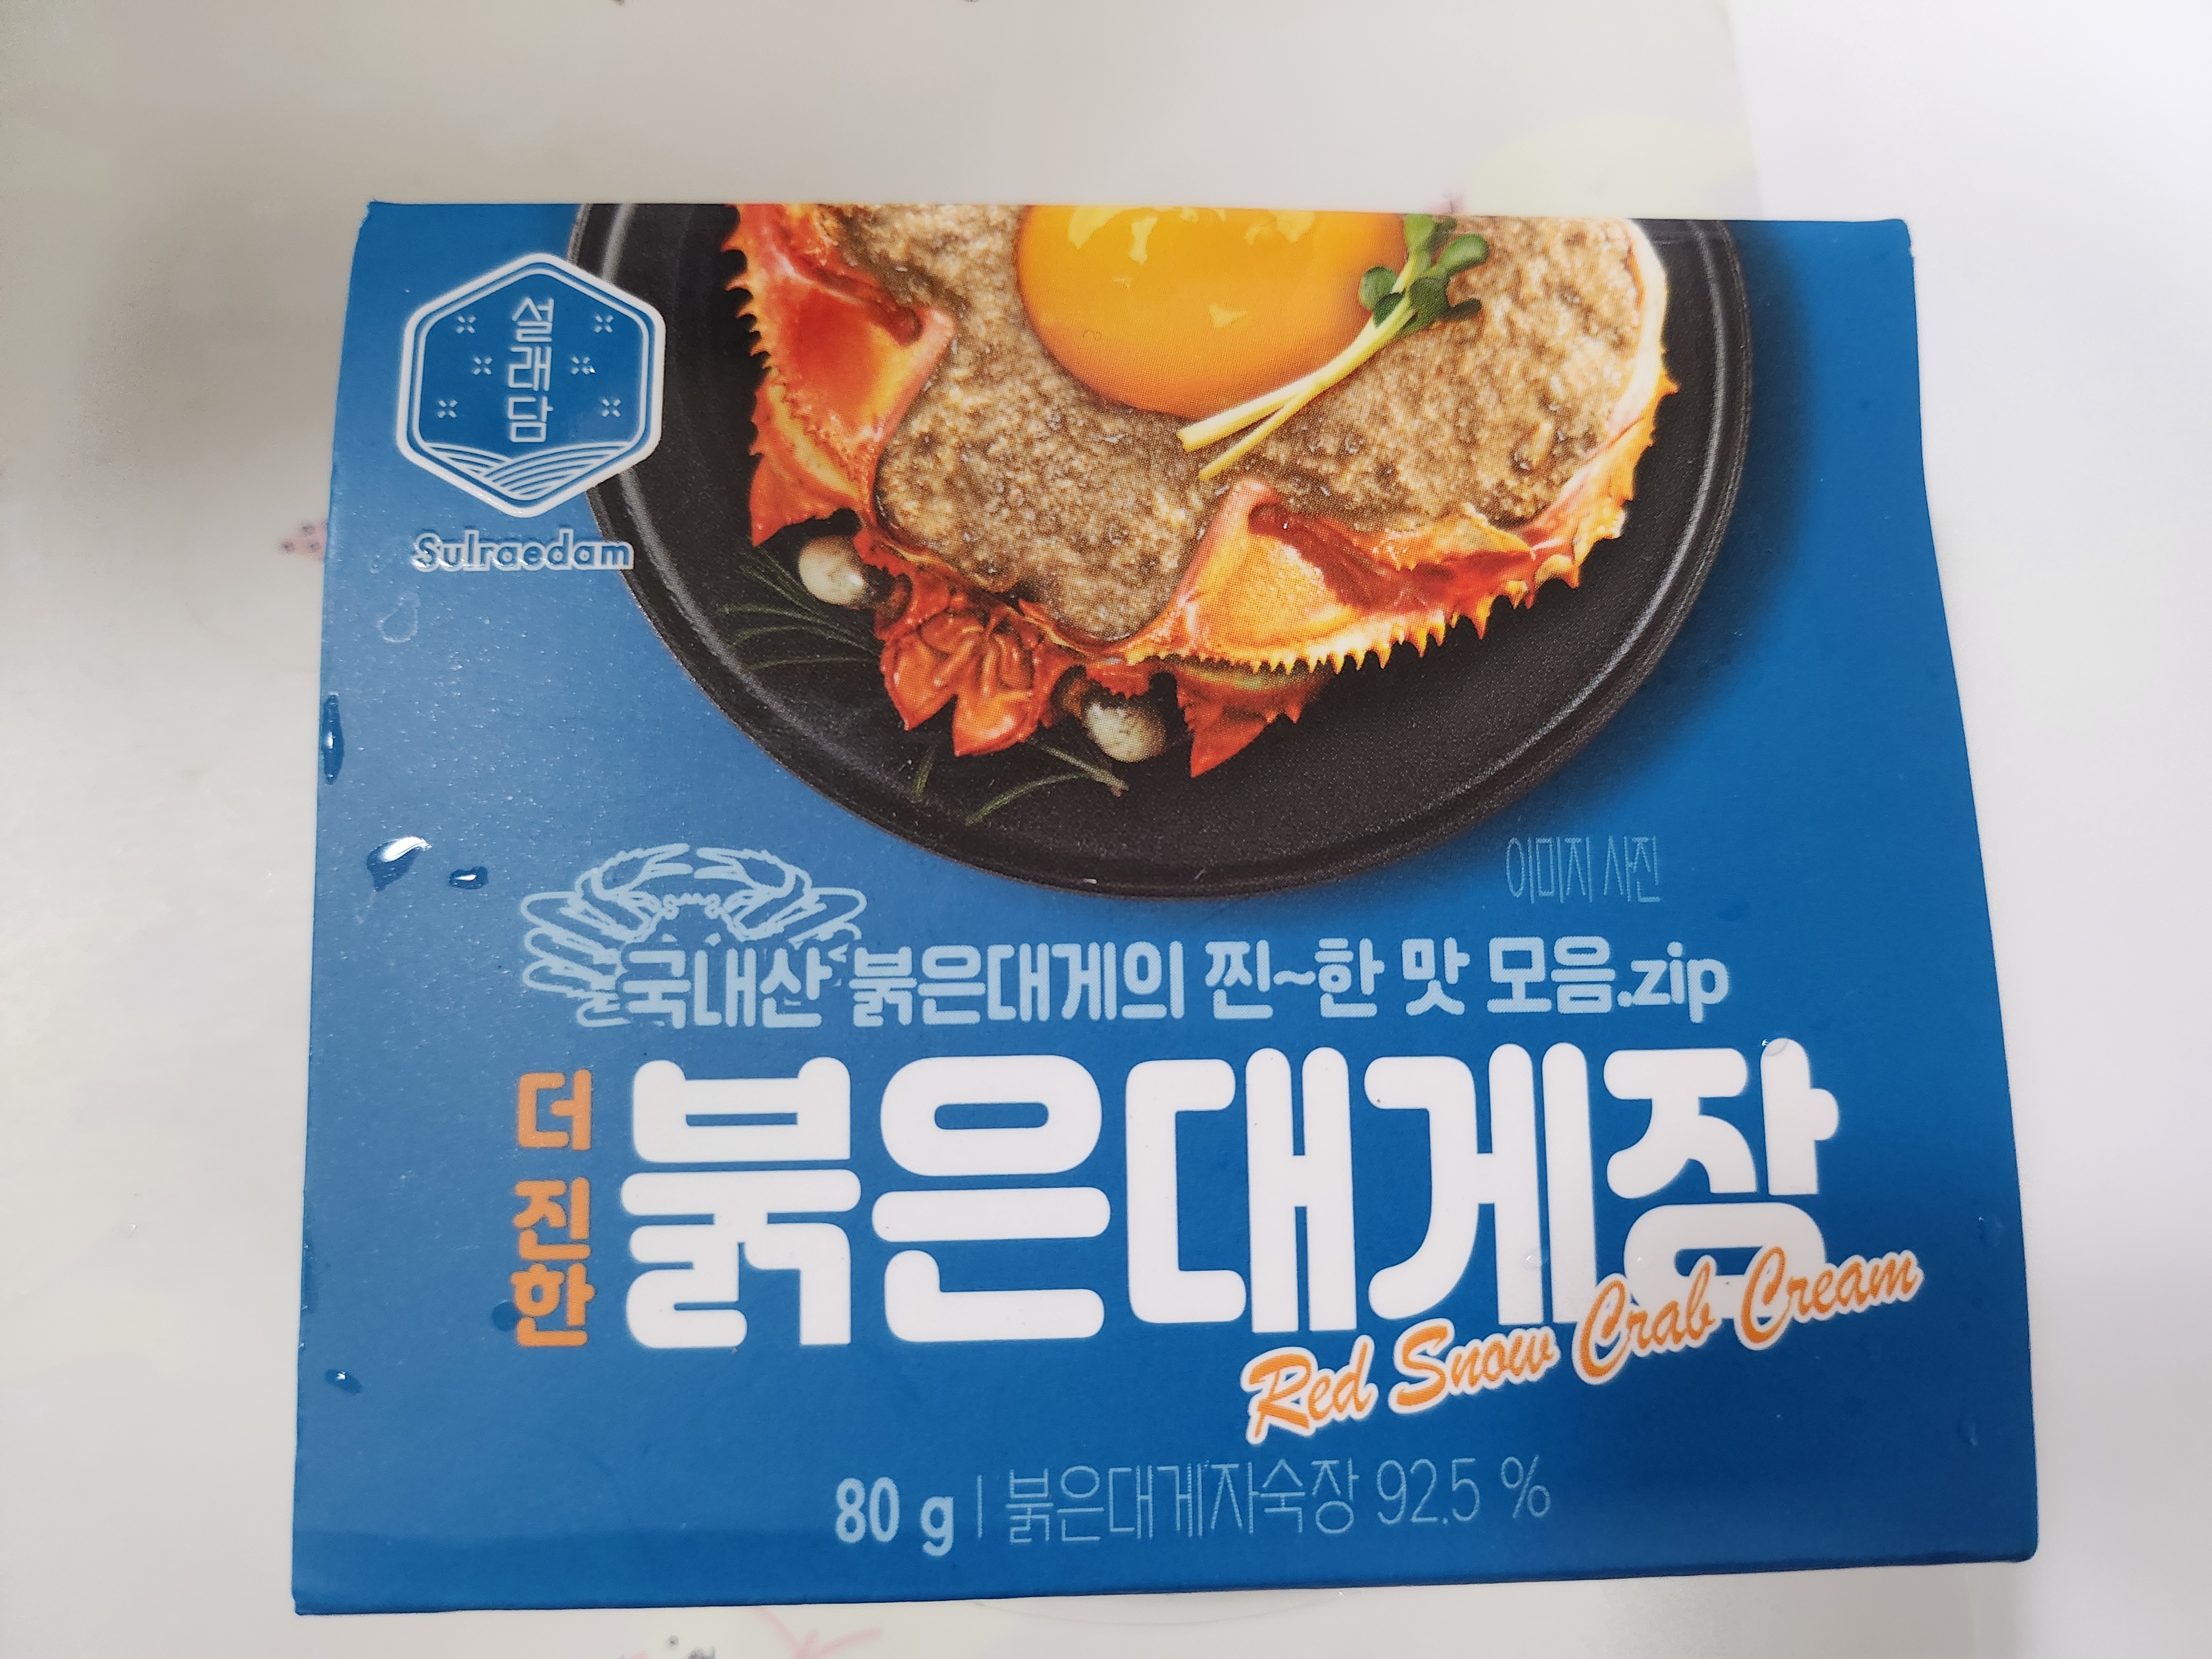 설래담
Sulraedam
이미지 사진
국내산 붉은대게의 찐~한 맛 모음.zip
더 진한
붉은대게장
Red Snow Crab Cream
80 g | 붉은대게자숙장 92.5 %